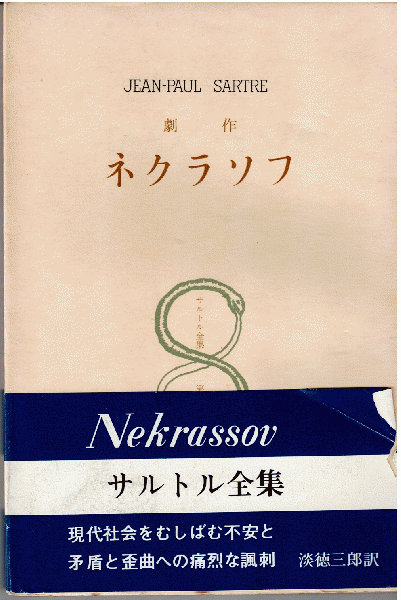 JEAN-PAUL SARTRE
劇 作
ネクラソフ
サルトル全集 第
Nekrassov
サルトル全集
現代社会をむしばむ不安と
矛盾と歪曲への痛烈な諷刺 淡徳三郎訳